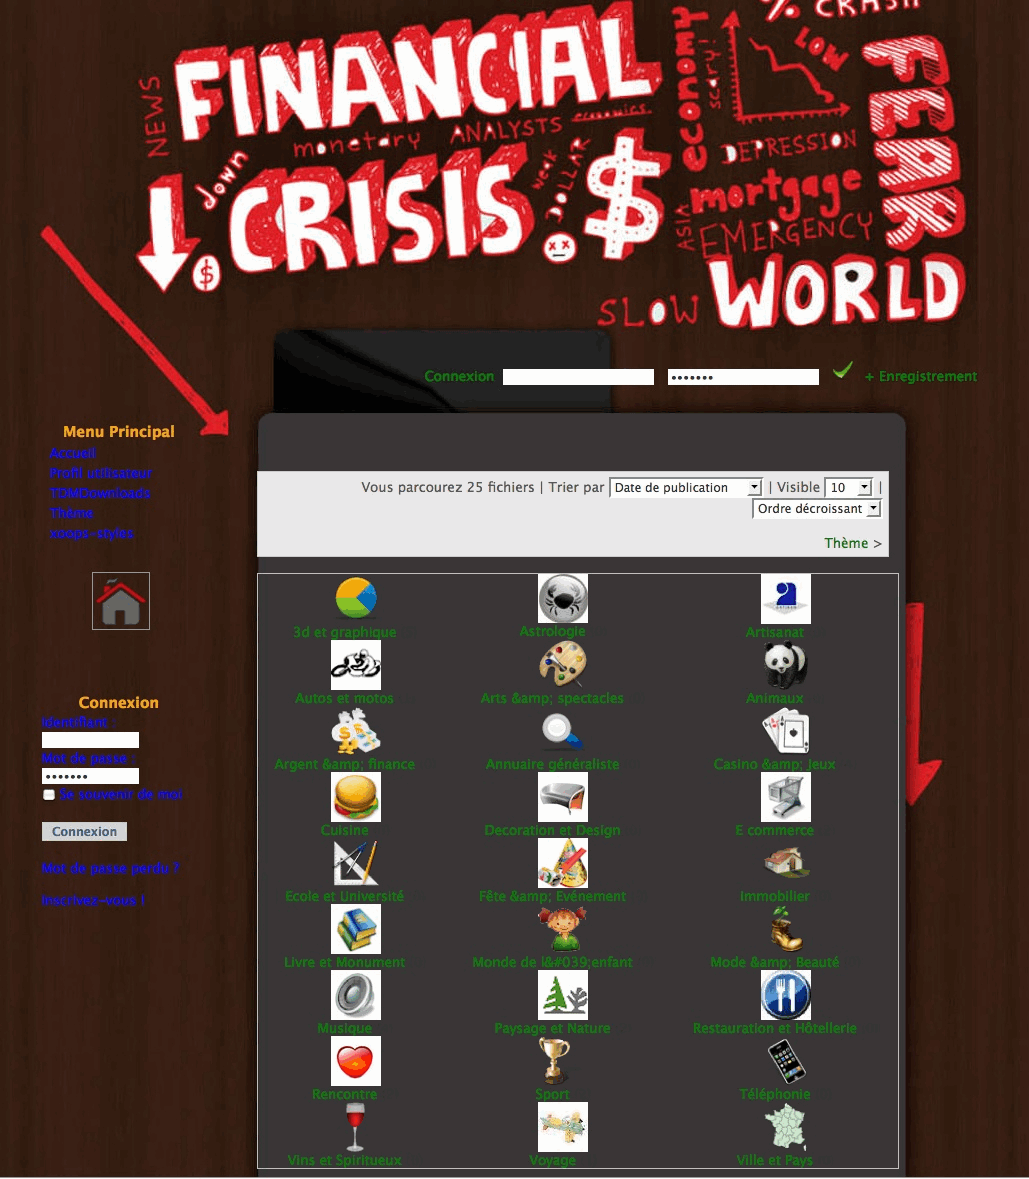 % CRASH
FINANCIAL
economy
scary!
LOW
FEAR
NEWS
monetary ANALYSTS economics.
down
CRISIS
week
DOLLAR
$
DEPRESSION
ASIA
mortgage
EMERGENCY
$
SLOW WORLD
Connexion ••••••• + Enregistrement
Menu Principal
Accueil
Profil utilisateur
TDMDownloads
Thème
xoops-styles
Vous parcourez 25 fichiers | Trier par Date de publication | Visible 10 |
Ordre décroissant
Thème >
Connexion
Identifiant :
Mot de passe :
•••••••
Se souvenir de moi
Connexion
Mot de passe perdu ?
Inscrivez-vous !
3d et graphique Astrologie Artisanat
Autos et motos Arts &amp; spectacles Animaux
Argent &amp; finance Annuaire généraliste Casino &amp; Jeux
Cuisine Decoration et Design E commerce
Ecole et Université Fête &amp; Evénement Immobilier
Livre et Monument Monde de l&#039;enfant Mode &amp; Beauté
Musique Paysage et Nature Restauration et Hôtellerie
Rencontre Sport Téléphonie
Vins et Spiritueux Voyage Ville et Pays